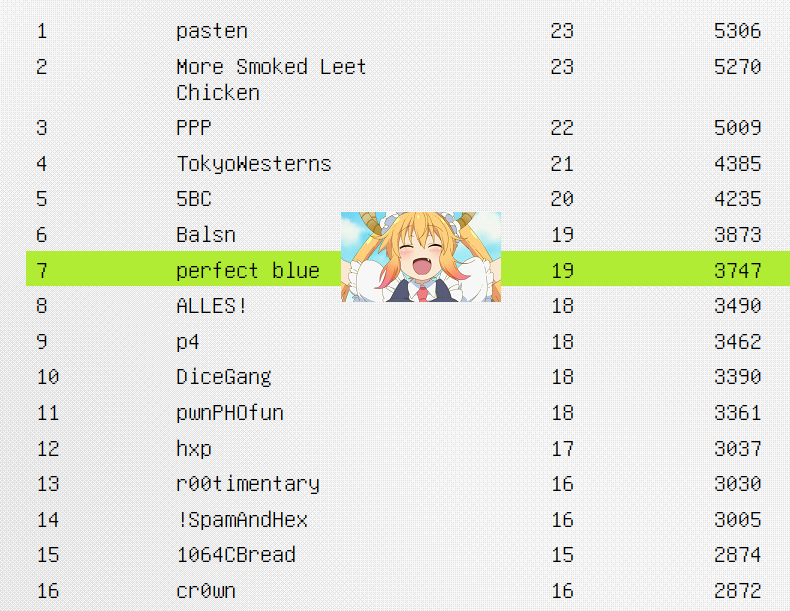 1 pasten 23 5306
2 More Smoked Leet 23 5270
Chicken
3 PPP 22 5009
4 TokyoWesterns 21 4385
5 5BC 20 4235
6 Balsn 19 3873
7 perfect blue 19 3747
8 ALLES! 18 3490
9 p4 18 3462
10 DiceGang 18 3390
11 pwnPHOfun 18 3361
12 hxp 17 3037
13 r00timentary 16 3030
14 !SpamAndHex 16 3005
15 1064CBread 15 2874
16 cr0wn 16 2872